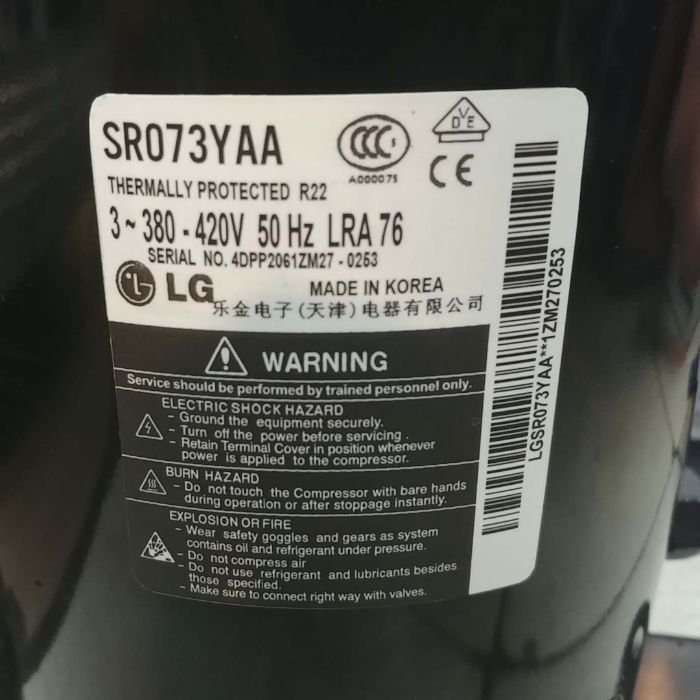 SR073YAA
CCC
A000075
VDE
CE
THERMALLY PROTECTED R22
3~380-420V 50Hz LRA 76
SERIAL NO. 4DPP2061ZM27-0253
LG
MADE IN KOREA
乐金电子(天津)电器有限公司
LGSR073YAA**1ZM270253
WARNING
Service should be performed by trained personnel only.
ELECTRIC SHOCK HAZARD
- Ground the equipment securely.
- Turn off the power before servicing.
- Retain Terminal Cover in position whenever
power is applied to the compressor.
BURN HAZARD
- Do not touch the Compressor with bare hands
during operation or after stoppage instantly.
EXPLOSION OR FIRE
- Wear safety goggles and gears as system
contains oil and refrigerant under pressure.
- Do not compress air
- Do not use refrigerant and lubricants besides
those specified.
- Make sure to connect right way with valves.